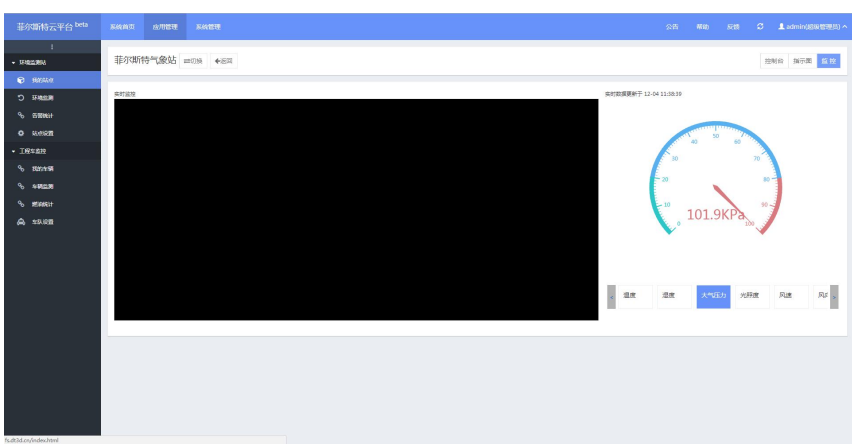 菲尔斯特云平台 beta
系统首页 应用管理 系统管理
公告 帮助 反馈 admin(超级管理员)
环境监测站
我的站点
环境监测
告警统计
站点设置
工程车监控
我的车辆
车辆监测
燃油统计
车队设置
菲尔斯特气象站 切换 返回
控制台 指示图 监控
实时监控
实时数据更新于 12-04 11:38:39
0 10 20 30 40 50 60 70 80 90 100
101.9KPa
温度 湿度 大气压力 光照度 风速
fs.dt3d.cn/index.html